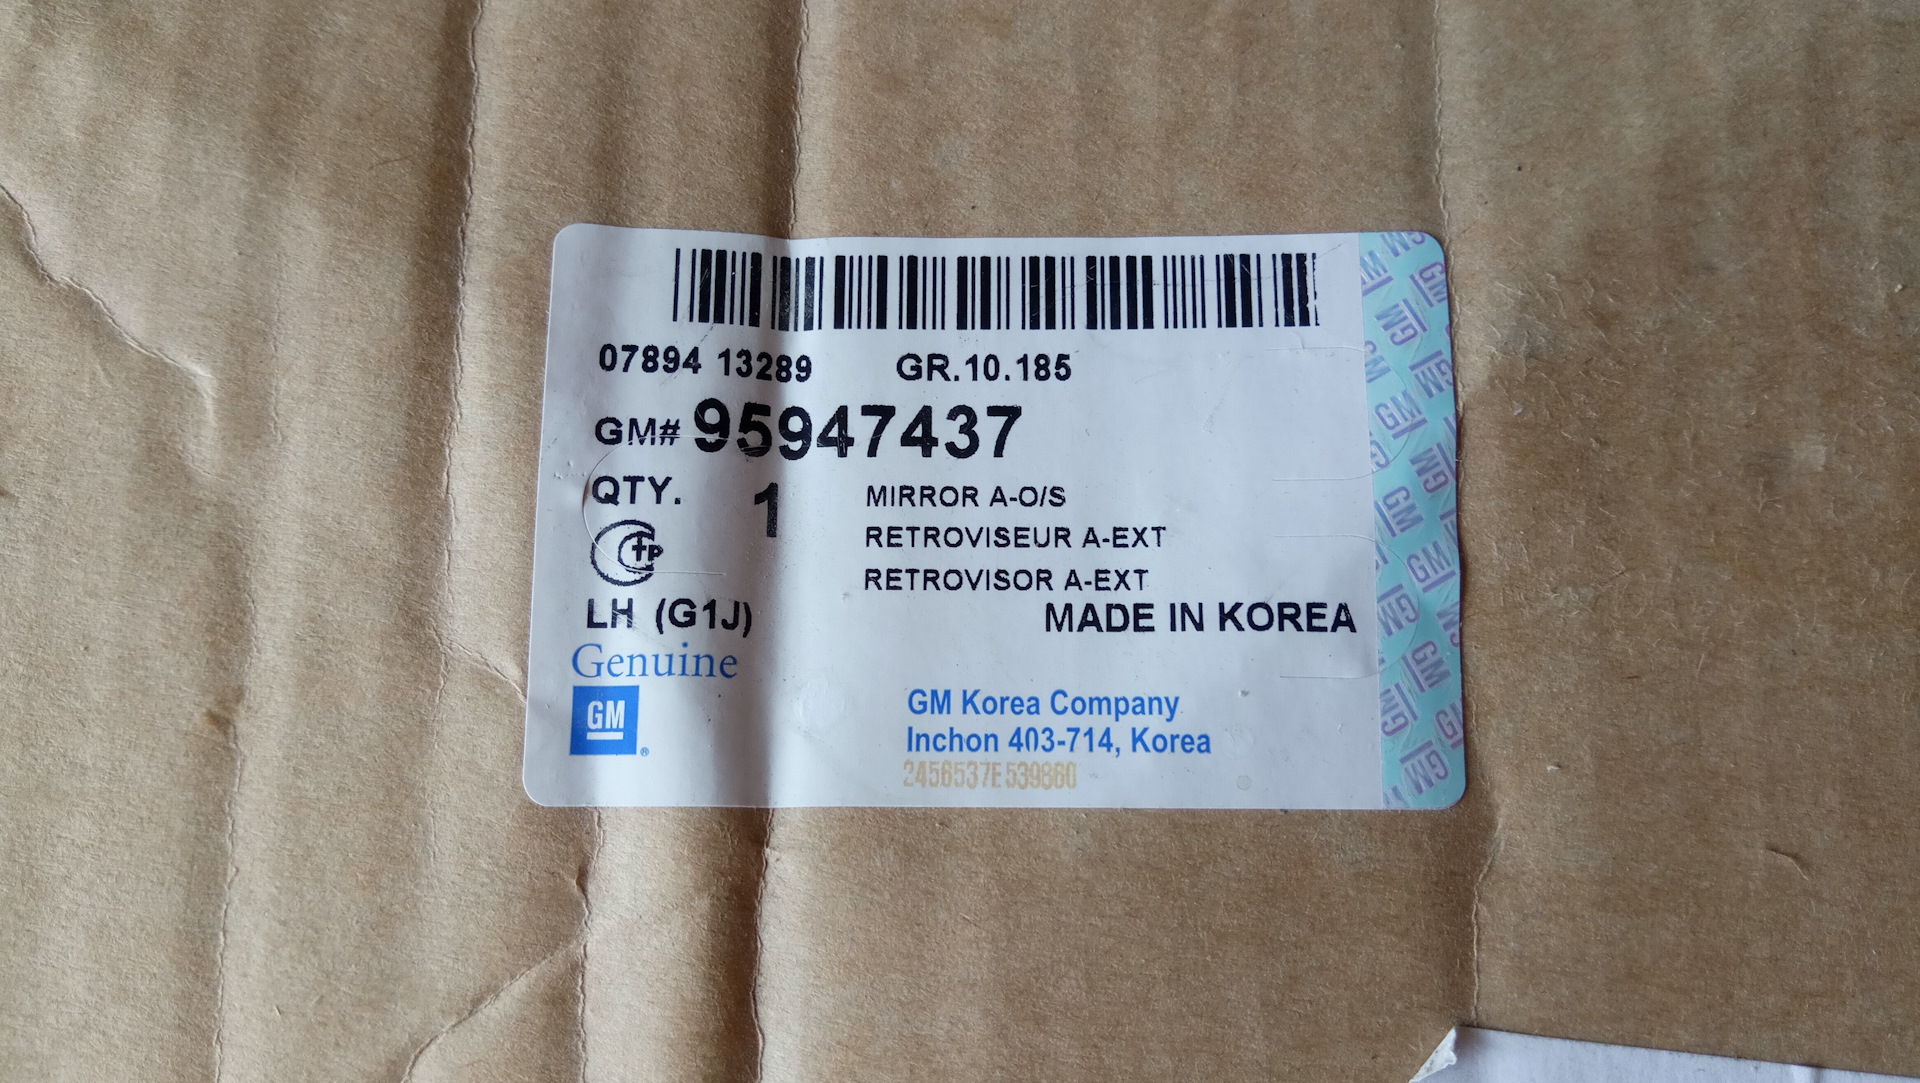 07894 13289 GR.10.185
GM# 95947437
QTY. 1 MIRROR A-O/S
RETROVISEUR A-EXT
RETROVISOR A-EXT
LH (G1J) MADE IN KOREA
Genuine
GM
GM Korea Company
Inchon 403-714, Korea
2456537E539860